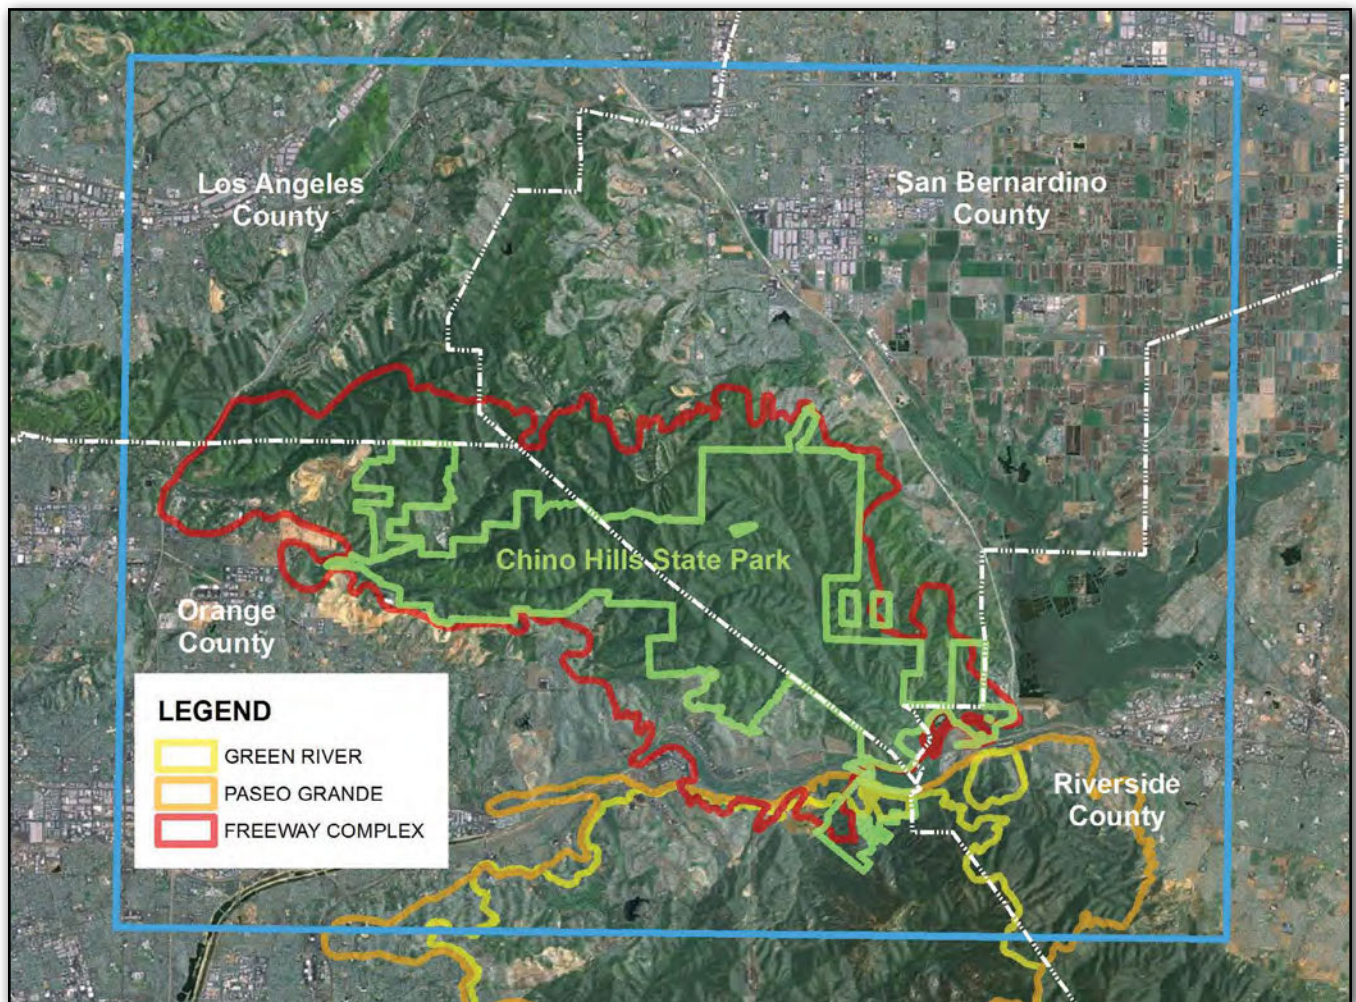 Los Angeles
County
San Bernardino
County
Chino Hills State Park
Orange
County
LEGEND
GREEN RIVER
PASEO GRANDE
FREEWAY COMPLEX
Riverside
County